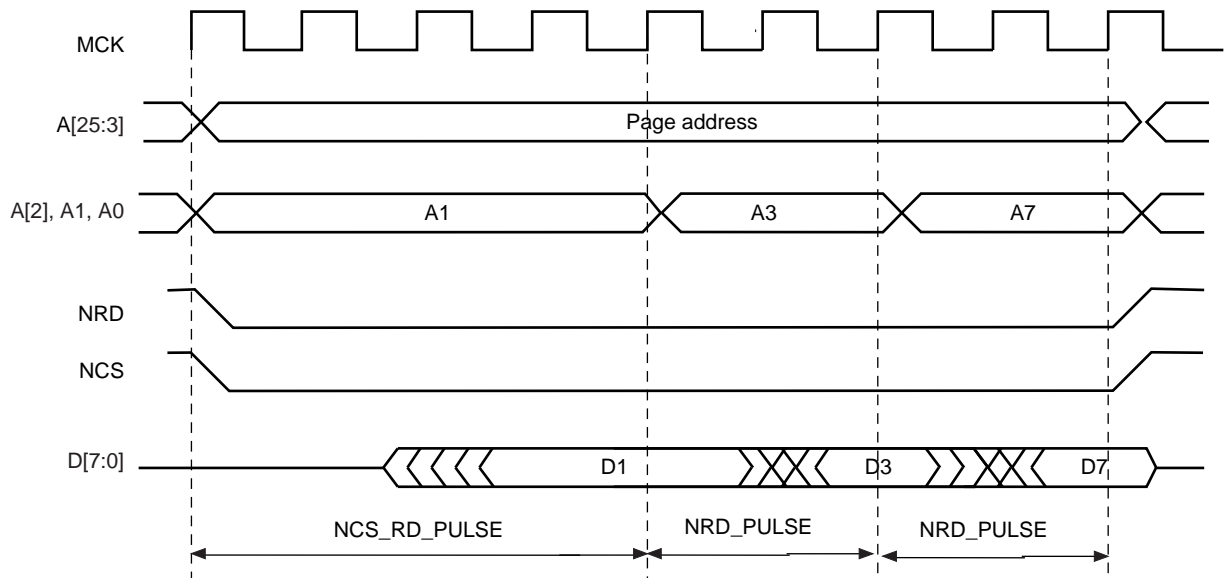 MCK
A[25:3]
Page address
A[2], A1, A0
A1
A3
A7
NRD
NCS
D[7:0]
D1
D3
D7
NCS_RD_PULSE
NRD_PULSE
NRD_PULSE